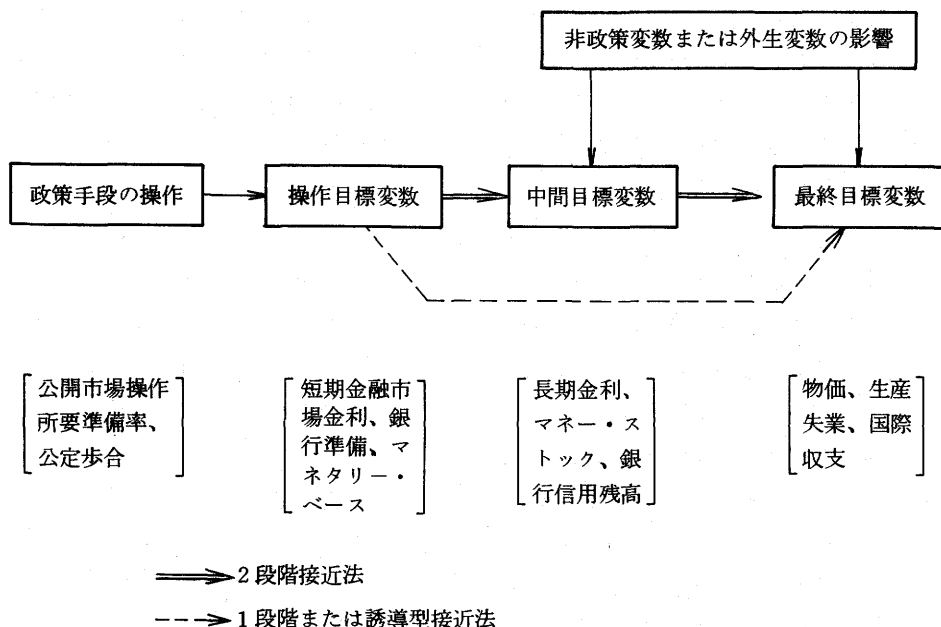 非政策変数または外生変数の影響
政策手段の操作
操作目標変数
中間目標変数
最終目標変数
公開市場操作
所要準備率、
公定歩合
短期金融市
場金利、銀
行準備、マ
ネタリー・
ベース
長期金利、
マネー・ス
トック、銀
行信用残高
物価、生産
失業、国際
収支
2段階接近法
1段階または誘導型接近法